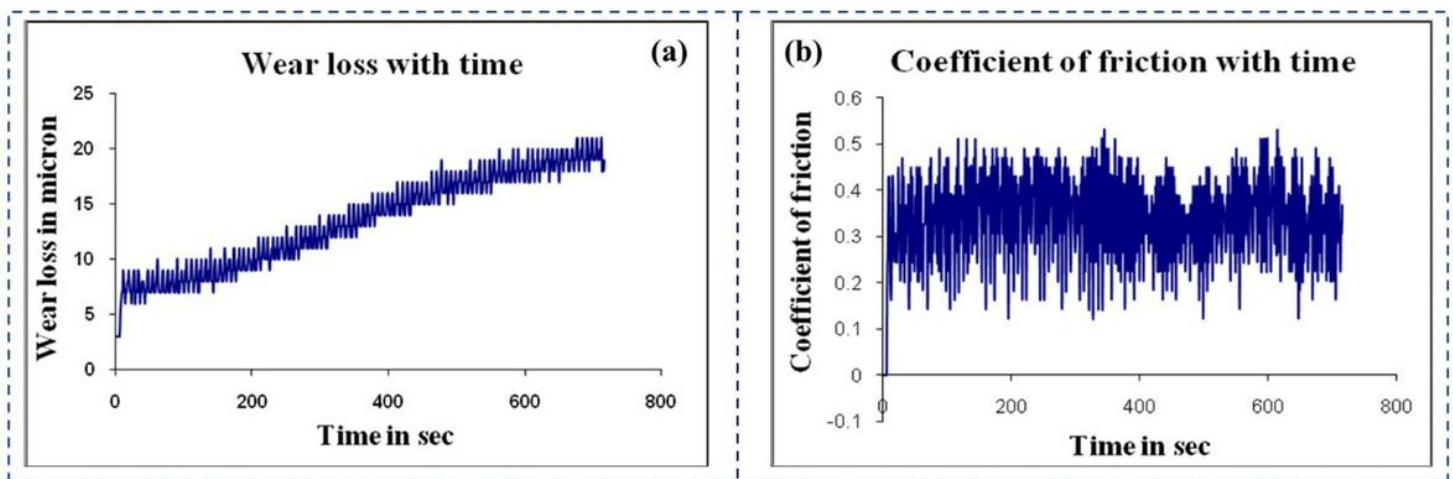 Wear loss with time
(a)
25
20
15
10
5
0
Wear loss in micron
0 200 400 600 800
Time in sec
(b)
Coefficient of friction with time
0.6
0.5
0.4
0.3
0.2
0.1
0
-0.1
Coefficient of friction
0 200 400 600 800
Time in sec